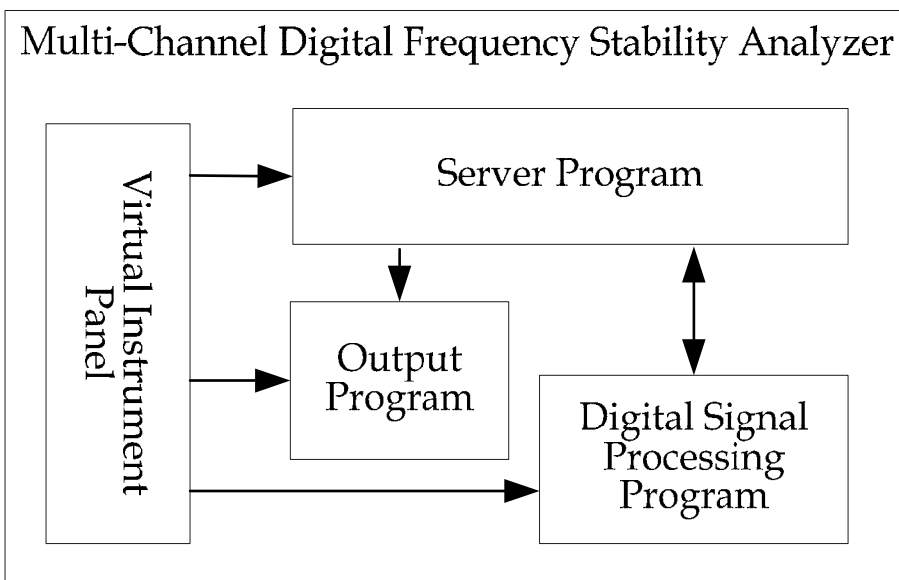 Multi-Channel Digital Frequency Stability Analyzer
Virtual Instrument
Panel
Server Program
Output
Program
Digital Signal
Processing
Program